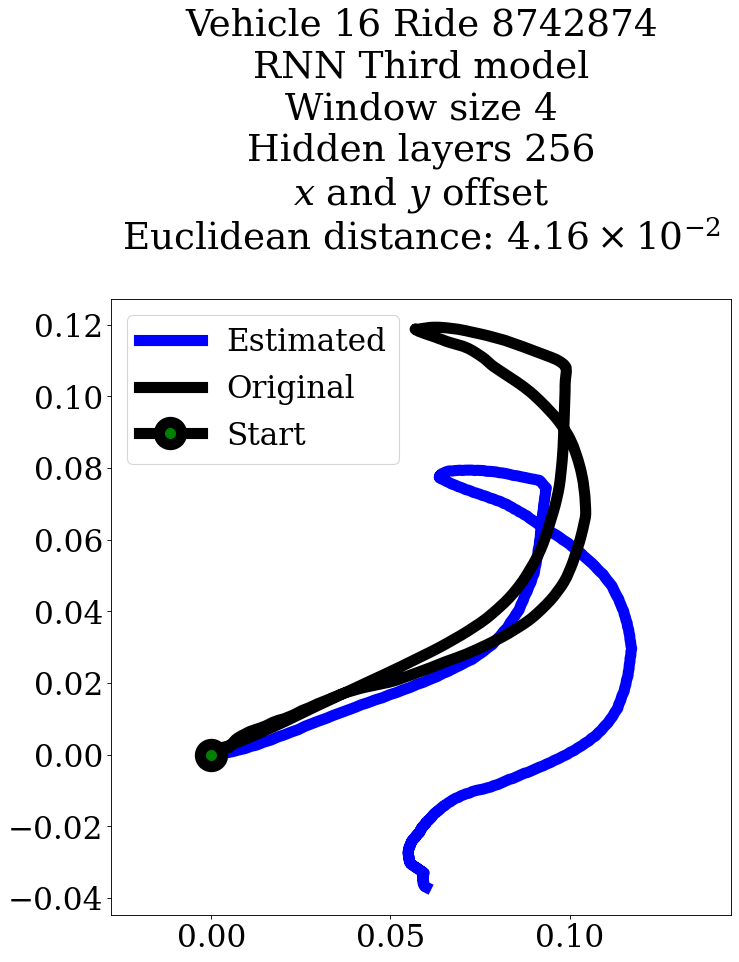 Vehicle 16 Ride 8742874
RNN Third model
Window size 4
Hidden layers 256
x and y offset
Euclidean distance: 4.16 × 10⁻²
Estimated
Original
Start
0.12
0.10
0.08
0.06
0.04
0.02
0.00
−0.02
−0.04
0.00 0.05 0.10